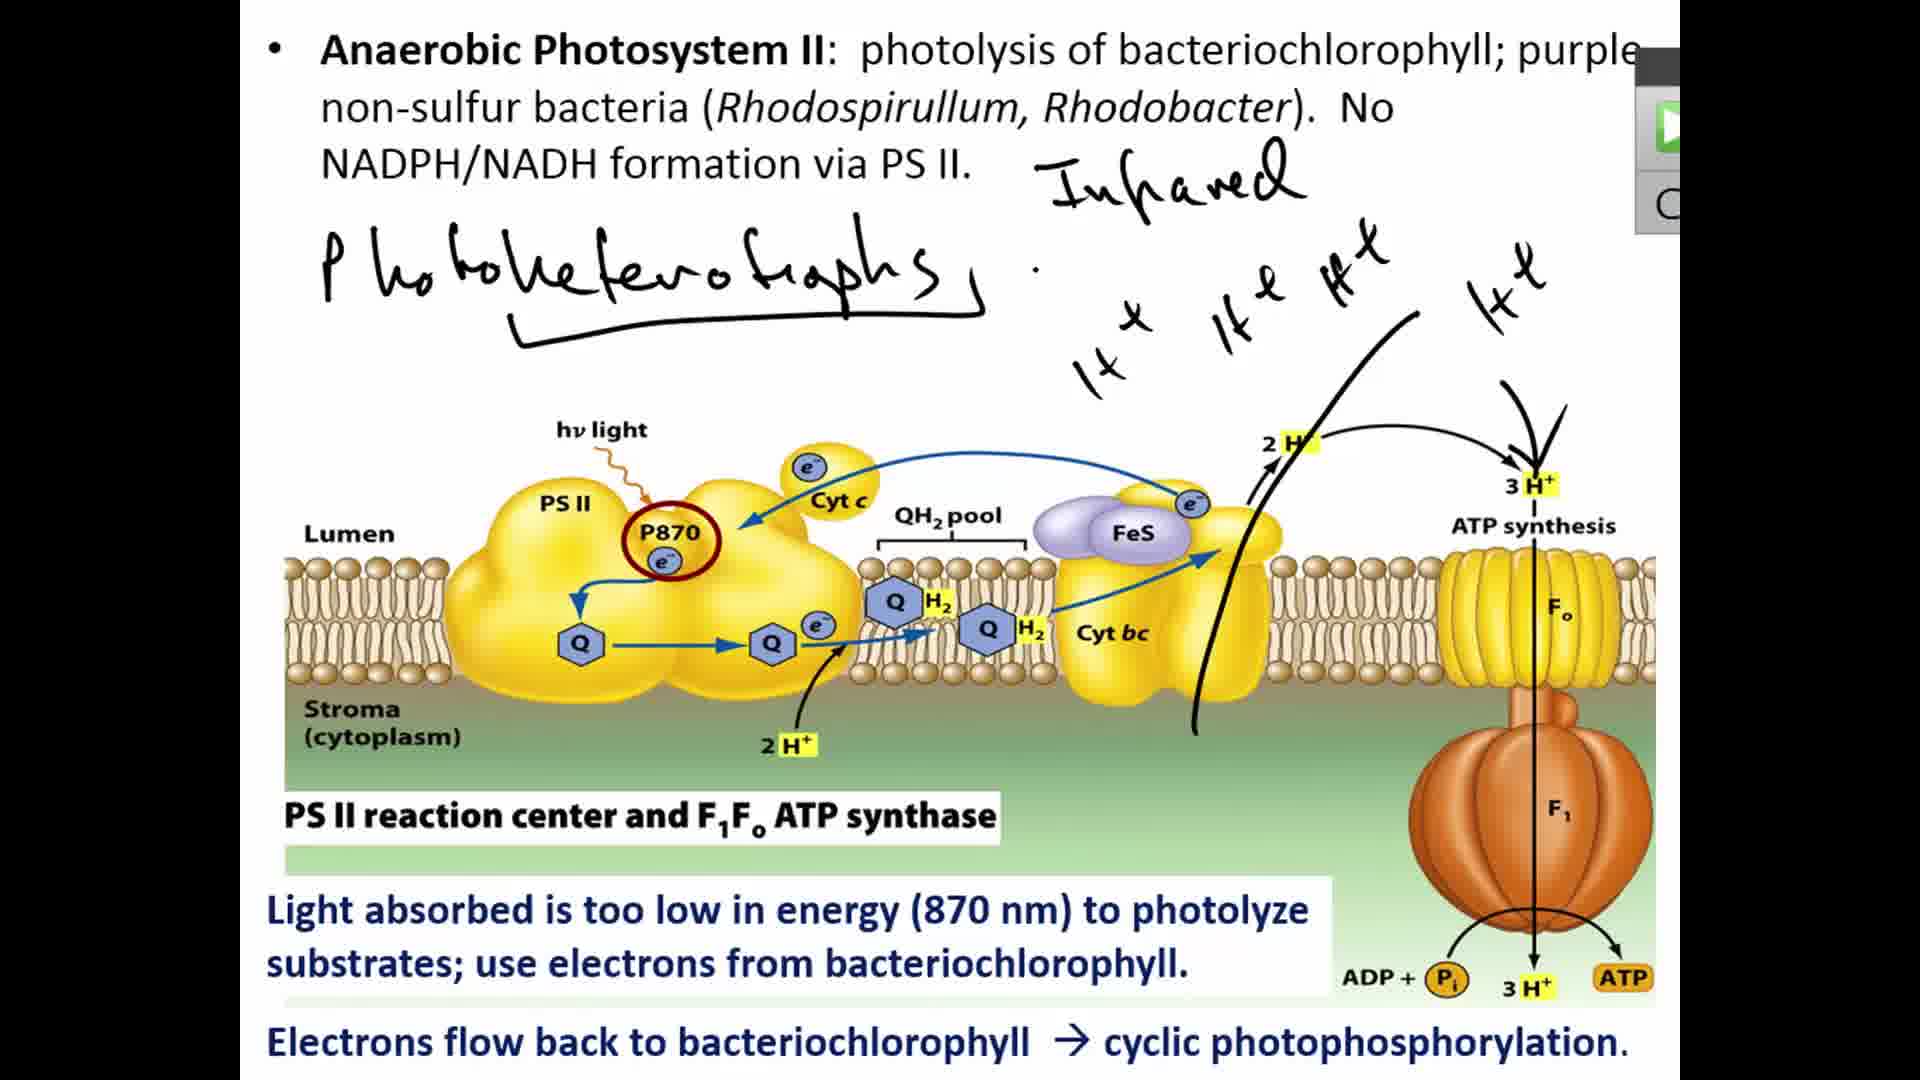 • Anaerobic Photosystem II: photolysis of bacteriochlorophyll; purple
non-sulfur bacteria (Rhodospirullum, Rhodobacter). No
NADPH/NADH formation via PS II.
Infrared
Photoheterotrophs
H+ H+ H+ H+
hν light
2 H+
e-
Cyt c
PS II
3 H+
QH2 pool
e-
Lumen
P870
FeS
ATP synthesis
e-
Q H2
Fo
Q
Q
e-
Q H2
Cyt bc
Stroma
(cytoplasm)
2 H+
F1
PS II reaction center and F1Fo ATP synthase
Light absorbed is too low in energy (870 nm) to photolyze
substrates; use electrons from bacteriochlorophyll.
ADP + Pi
3 H+
ATP
Electrons flow back to bacteriochlorophyll → cyclic photophosphorylation.